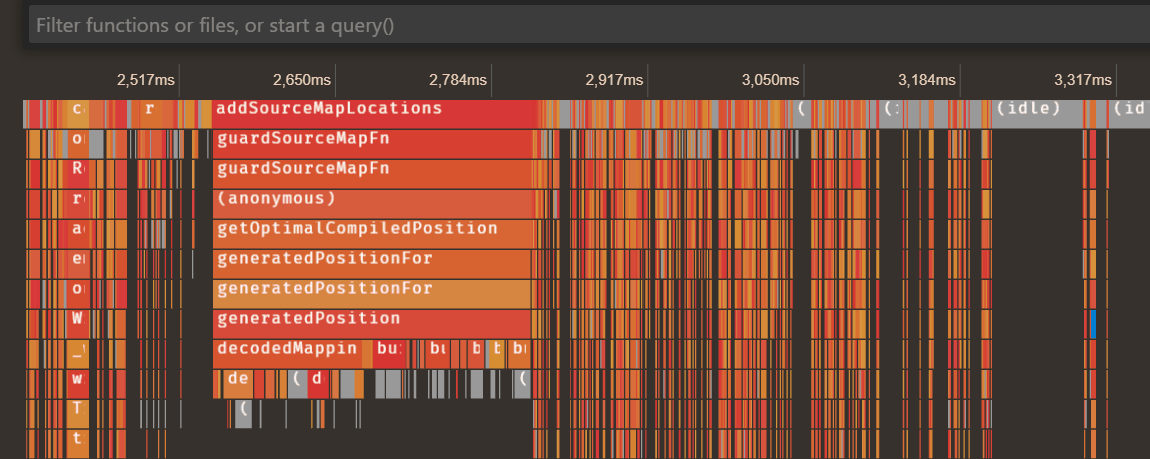 Filter functions or files, or start a query()
2,517ms 2,650ms 2,784ms 2,917ms 3,050ms 3,184ms 3,317ms
c r addSourceMapLocations ( ( (idle) (id
o guardSourceMapFn
R guardSourceMapFn
r (anonymous)
a getOptimalCompiledPosition
e generatedPositionFor
o generatedPositionFor
W generatedPosition
_ decodedMappin bu b b t b
w de ( d (
T (
t